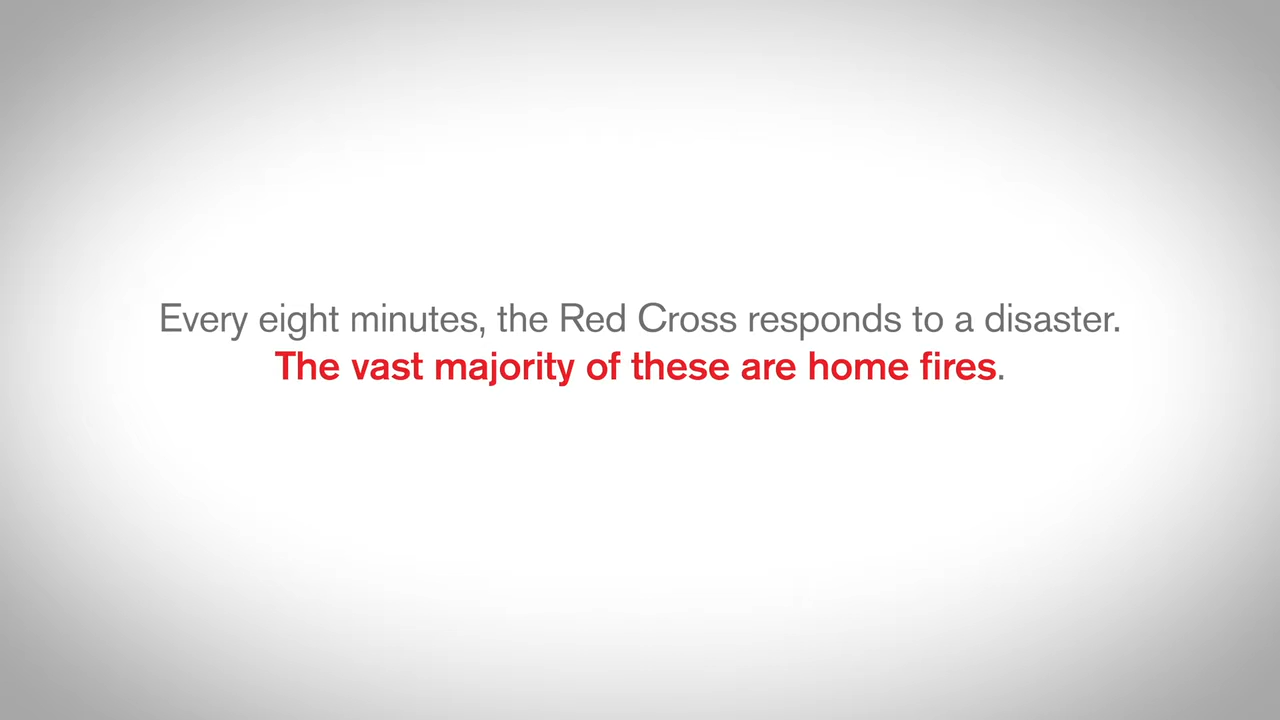 Every eight minutes, the Red Cross responds to a disaster.
The vast majority of these are home fires.